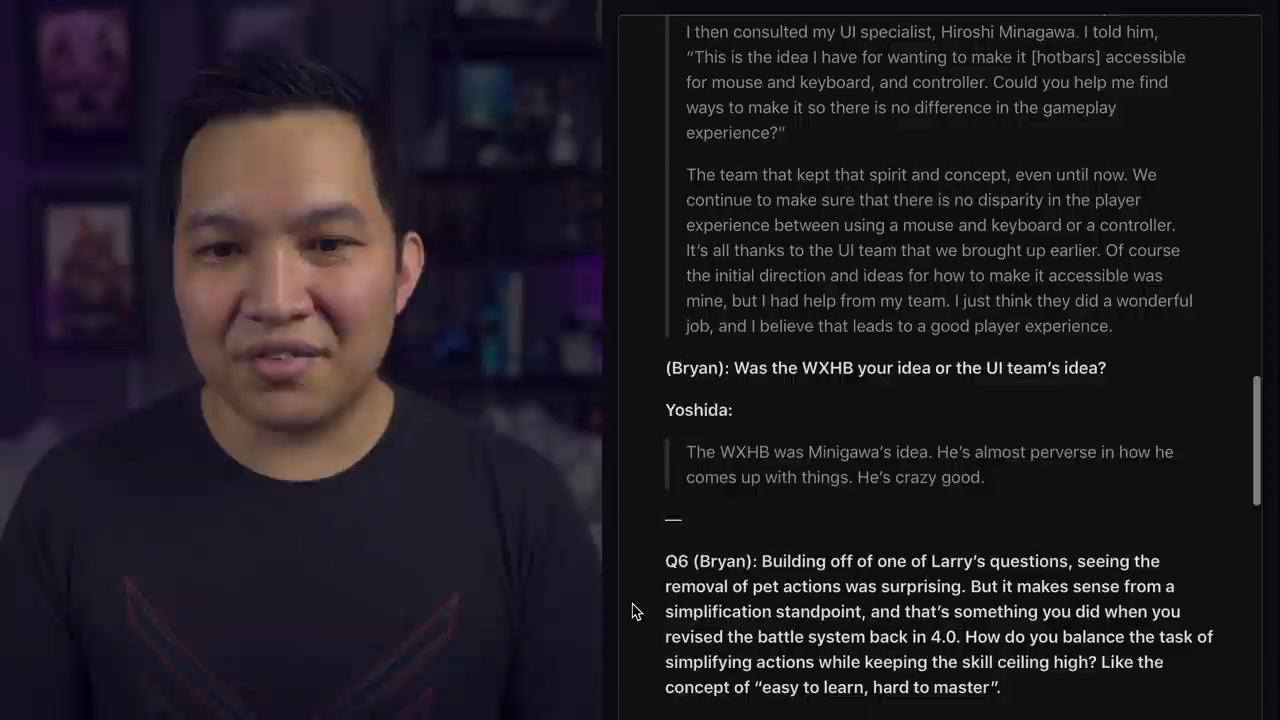 I then consulted my UI specialist, Hiroshi Minagawa. I told him,
“This is the idea I have for wanting to make it [hotbars] accessible
for mouse and keyboard, and controller. Could you help me find
ways to make it so there is no difference in the gameplay
experience?”
The team that kept that spirit and concept, even until now. We
continue to make sure that there is no disparity in the player
experience between using a mouse and keyboard or a controller.
It’s all thanks to the UI team that we brought up earlier. Of course
the initial direction and ideas for how to make it accessible was
mine, but I had help from my team. I just think they did a wonderful
job, and I believe that leads to a good player experience.
(Bryan): Was the WXHB your idea or the UI team’s idea?
Yoshida:
The WXHB was Minigawa’s idea. He’s almost perverse in how he
comes up with things. He’s crazy good.
—
Q6 (Bryan): Building off of one of Larry’s questions, seeing the
removal of pet actions was surprising. But it makes sense from a
simplification standpoint, and that’s something you did when you
revised the battle system back in 4.0. How do you balance the task of
simplifying actions while keeping the skill ceiling high? Like the
concept of “easy to learn, hard to master”.